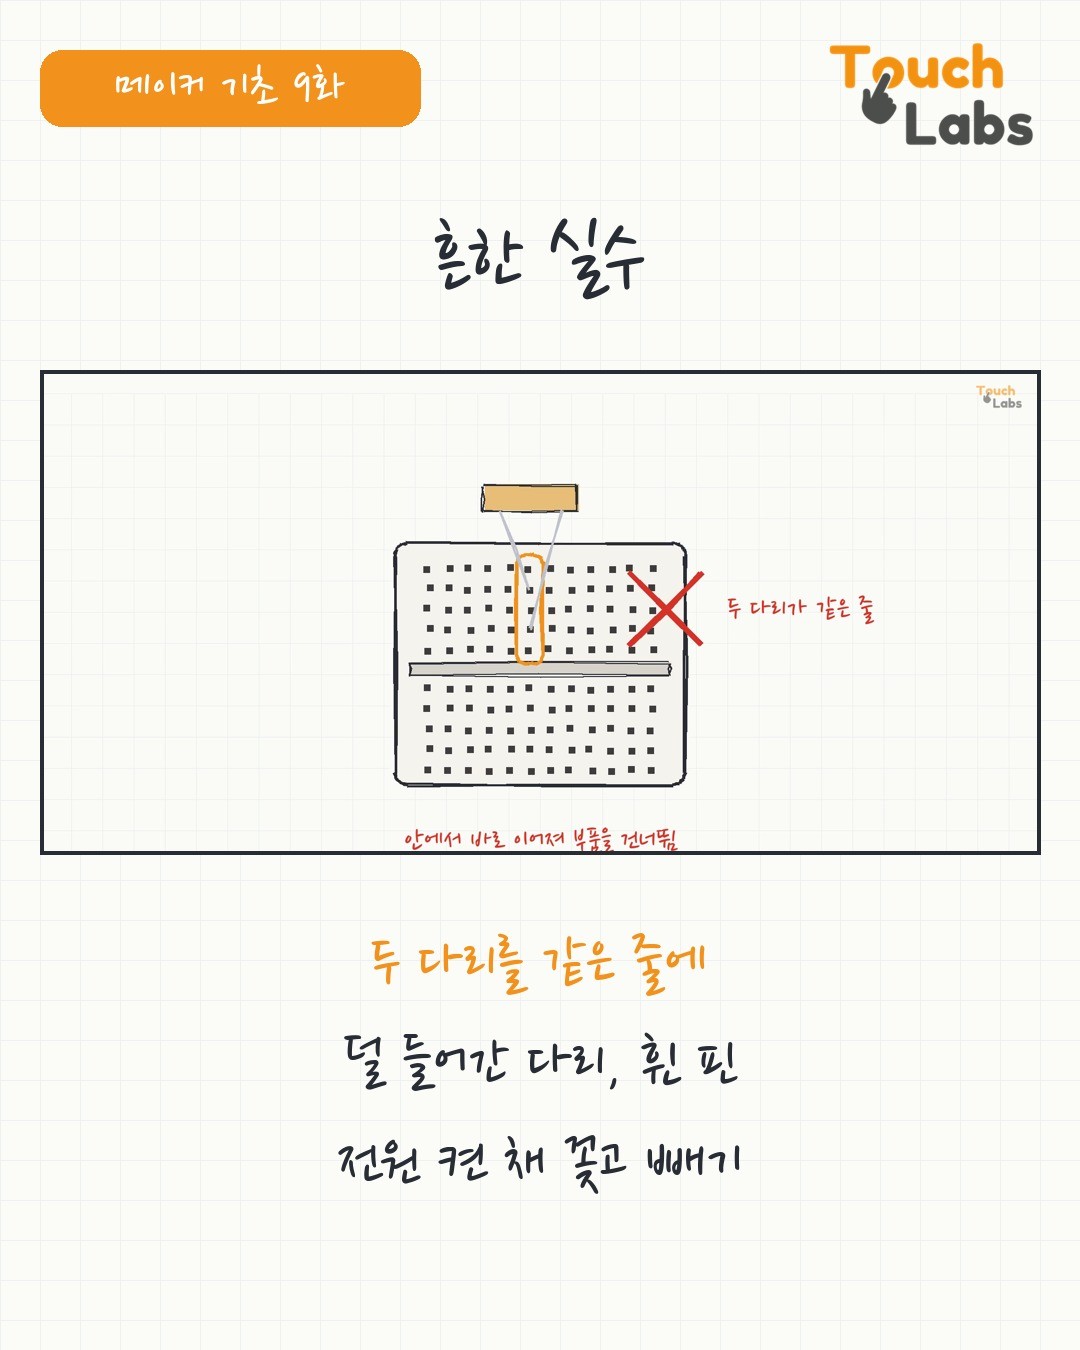 메이커 기초 9화
Touch
Labs
흔한 실수
Touch
Labs
두 다리가 같은 줄
안에서 바로 이어져 부품을 건너뜀
두 다리를 같은 줄에
덜 들어간 다리, 휜 핀
전원 켠 채 꽂고 빼기